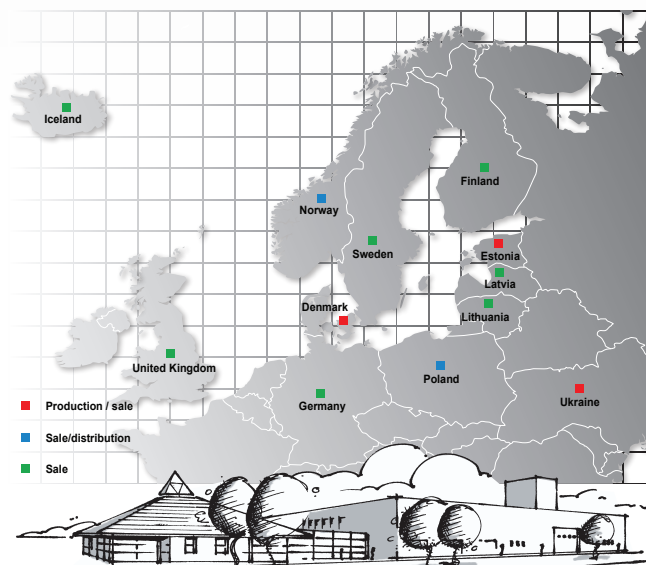 Iceland
Finland
Norway
Sweden
Estonia
Latvia
Denmark
Lithuania
United Kingdom
Poland
Germany
Ukraine
Production / sale
Sale/distribution
Sale